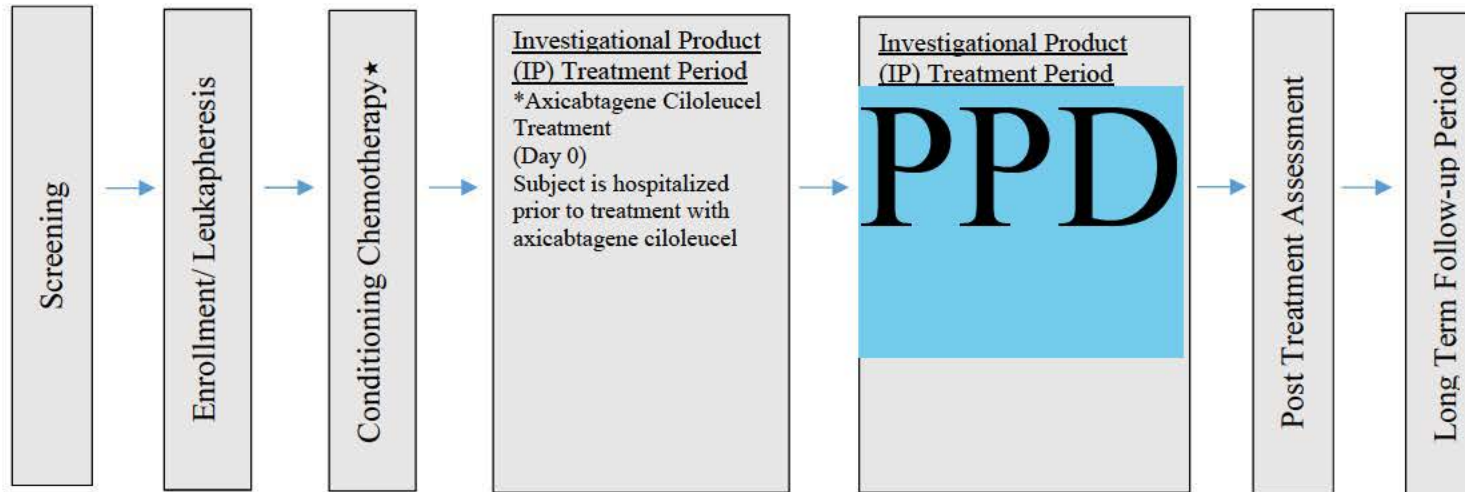 Screening
Enrollment/ Leukapheresis
Conditioning Chemotherapy★
Investigational Product
(IP) Treatment Period
*Axicabtagene Ciloleucel
Treatment
(Day 0)
Subject is hospitalized
prior to treatment with
axicabtagene ciloleucel
Investigational Product
(IP) Treatment Period
PPD
Post Treatment Assessment
Long Term Follow-up Period